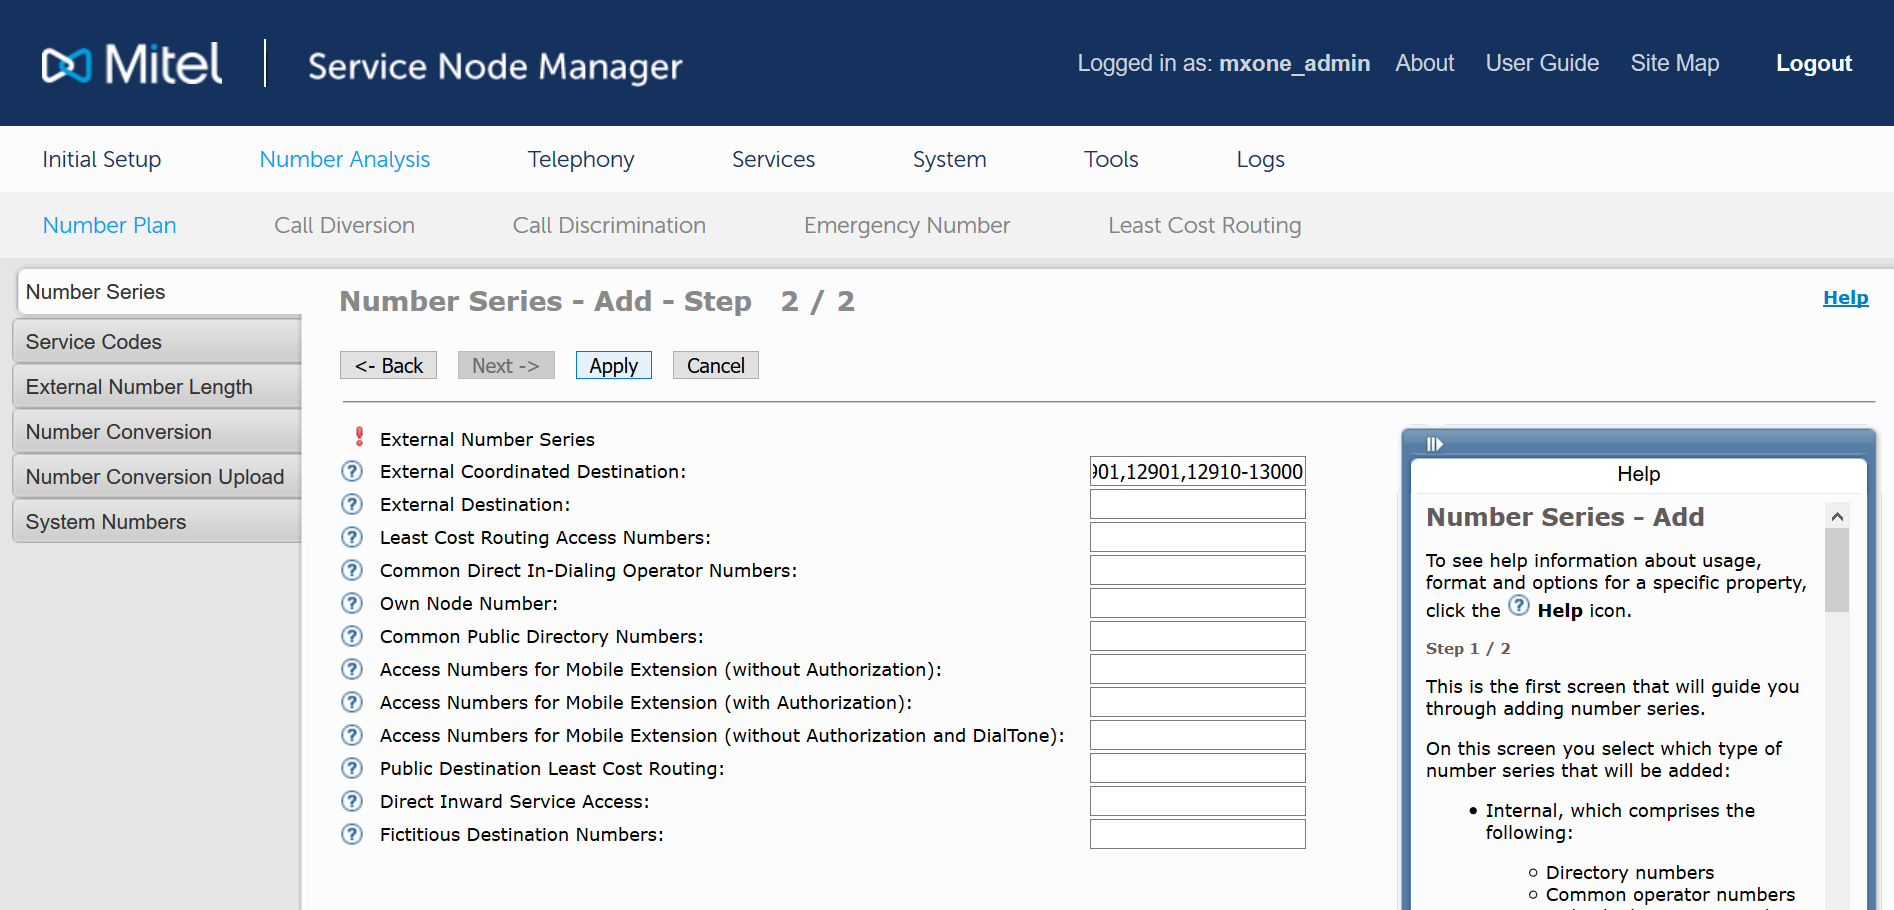 Mitel
Service Node Manager
Logged in as: mxone_admin About User Guide Site Map Logout
Initial Setup Number Analysis Telephony Services System Tools Logs
Number Plan Call Diversion Call Discrimination Emergency Number Least Cost Routing
Number Series
Service Codes
External Number Length
Number Conversion
Number Conversion Upload
System Numbers
Number Series - Add - Step 2 / 2
Help
<- Back Next -> Apply Cancel
External Number Series
External Coordinated Destination: 01,12901,12910-13000
External Destination:
Least Cost Routing Access Numbers:
Common Direct In-Dialing Operator Numbers:
Own Node Number:
Common Public Directory Numbers:
Access Numbers for Mobile Extension (without Authorization):
Access Numbers for Mobile Extension (with Authorization):
Access Numbers for Mobile Extension (without Authorization and DialTone):
Public Destination Least Cost Routing:
Direct Inward Service Access:
Fictitious Destination Numbers:
Help
Number Series - Add
To see help information about usage,
format and options for a specific property,
click the ? Help icon.
Step 1 / 2
This is the first screen that will guide you
through adding number series.
On this screen you select which type of
number series that will be added:
• Internal, which comprises the
following:
○ Directory numbers
○ Common operator numbers